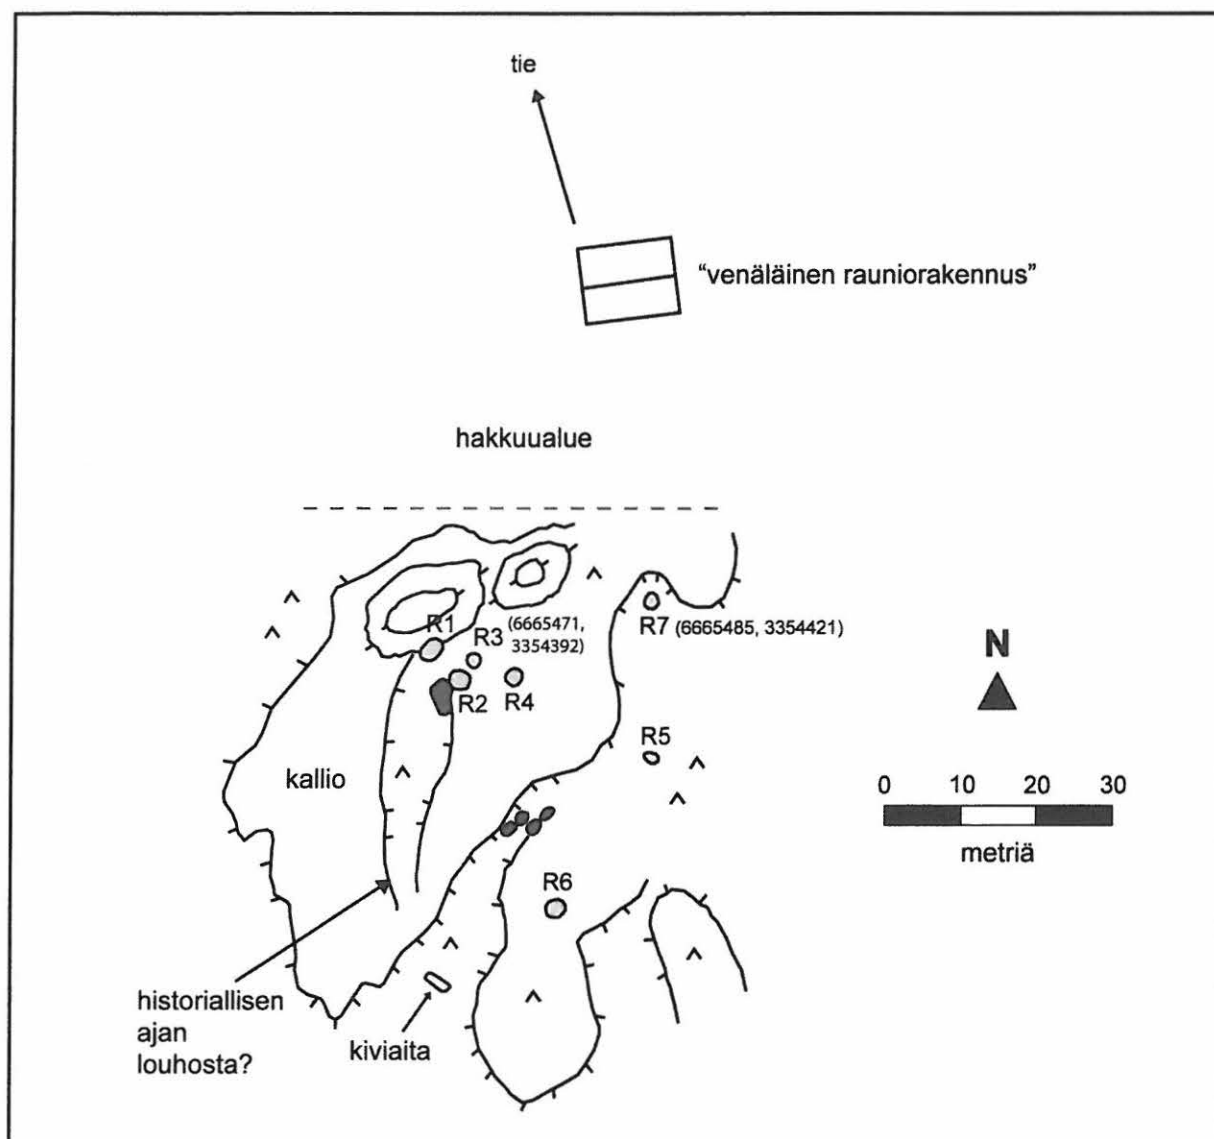 tie
“venäläinen rauniorakennus”
hakkuualue
R1
R3
(6665471,
3354392)
R7 (6665485, 3354421)
R2
R4
N
R5
kallio
0 10 20 30
metriä
R6
historiallisen
ajan
louhosta?
kiviaita